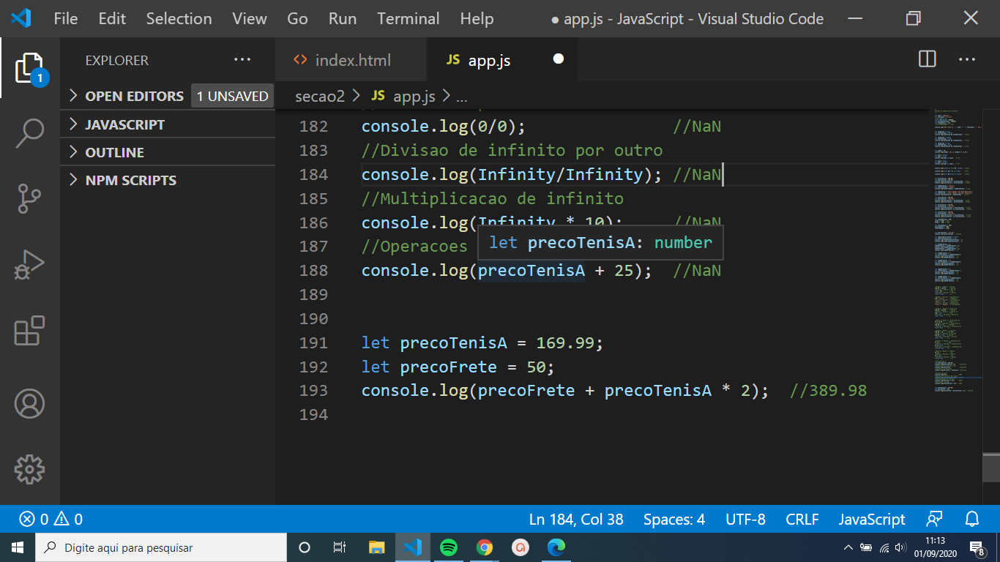 File Edit Selection View Go Run Terminal Help ● app.js - JavaScript - Visual Studio Code
EXPLORER ...
1
OPEN EDITORS 1 UNSAVED
JAVASCRIPT
OUTLINE
NPM SCRIPTS
index.html JS app.js
secao2 > JS app.js > ...
182 console.log(0/0); //NaN
183 //Divisao de infinito por outro
184 console.log(Infinity/Infinity); //NaN
185 //Multiplicacao de infinito
186 console.log(Infinity * 10); //NaN
187 //Operacoes
let precoTenisA: number
188 console.log(precoTenisA + 25); //NaN
189
190
191 let precoTenisA = 169.99;
192 let precoFrete = 50;
193 console.log(precoFrete + precoTenisA * 2); //389.98
194
0 0 Ln 184, Col 38 Spaces: 4 UTF-8 CRLF JavaScript
Digite aqui para pesquisar
11:13
01/09/2020
8